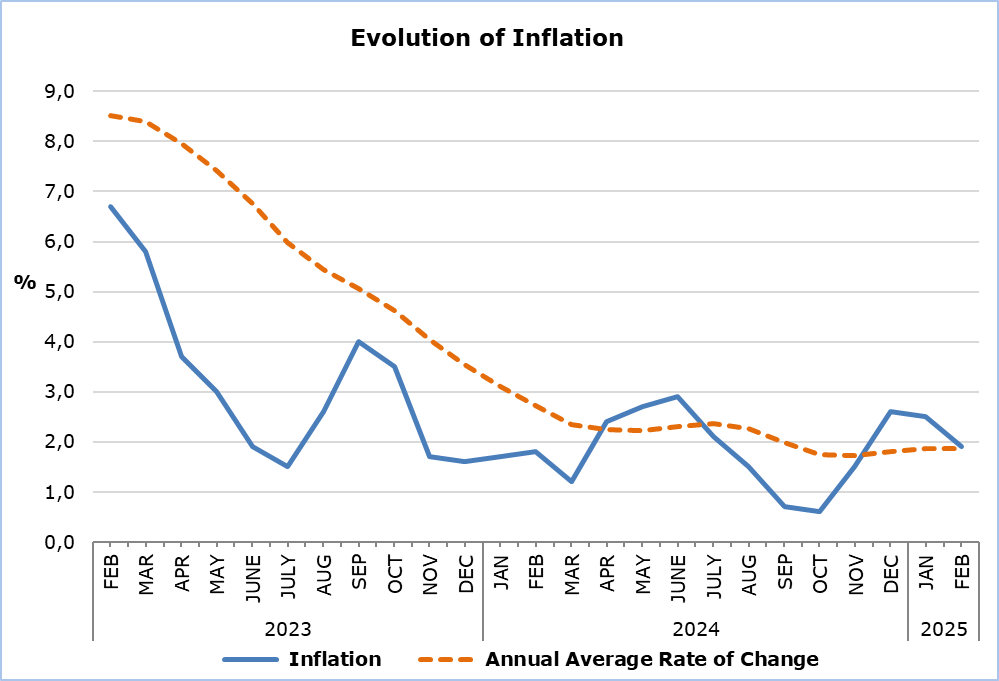 Evolution of Inflation
9,0
8,0
7,0
6,0
%
5,0
4,0
3,0
2,0
1,0
0,0
FEB MAR APR MAY JUNE JULY AUG SEP OCT NOV DEC JAN FEB MAR APR MAY JUNE JULY AUG SEP OCT NOV DEC JAN FEB
2023 2024 2025
Inflation Annual Average Rate of Change